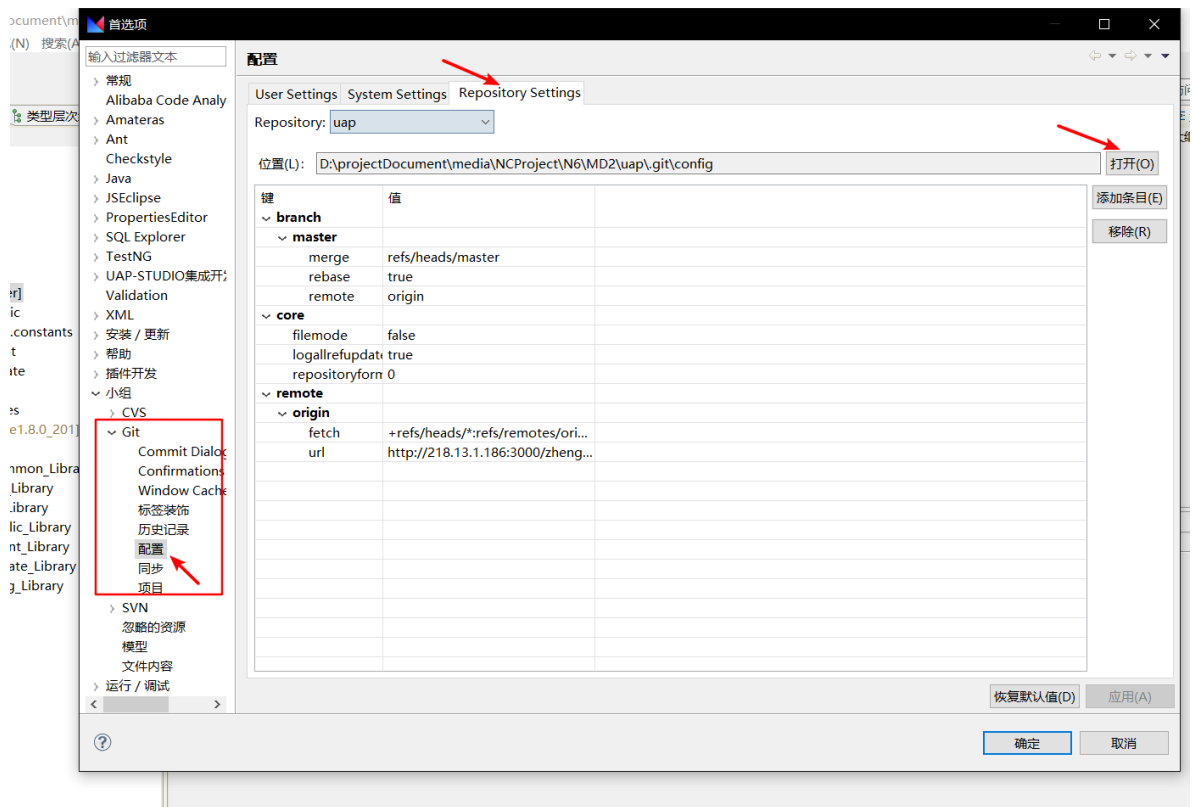 ocument\m
首选项
(N) 搜索(A
输入过滤器文本
配置
常规
Alibaba Code Analy
Amateras
Ant
Checkstyle
Java
JSEclipse
PropertiesEditor
SQL Explorer
TestNG
UAP-STUDIO集成开发
Validation
XML
安装 / 更新
帮助
插件开发
小组
CVS
Git
Commit Dialog
Confirmations
Window Cache
标签装饰
历史记录
配置
同步
项目
SVN
忽略的资源
模型
文件内容
运行 / 调试
类型层次
er]
ic
.constants
t
ate
es
e1.8.0_201]
mmon_Libra
Library
Library
lic_Library
nt_Library
ate_Library
g_Library
User Settings System Settings Repository Settings
Repository: uap
位置(L): D:\projectDocument\media\NCProject\N6\MD2\uap\.git\config 打开(O)
添加条目(E)
移除(R)
键 值
branch
master
merge refs/heads/master
rebase true
remote origin
core
filemode false
logallrefupdate true
repositoryform 0
remote
origin
fetch +refs/heads/*:refs/remotes/ori...
url http://218.13.1.186:3000/zheng...
恢复默认值(D) 应用(A)
确定 取消